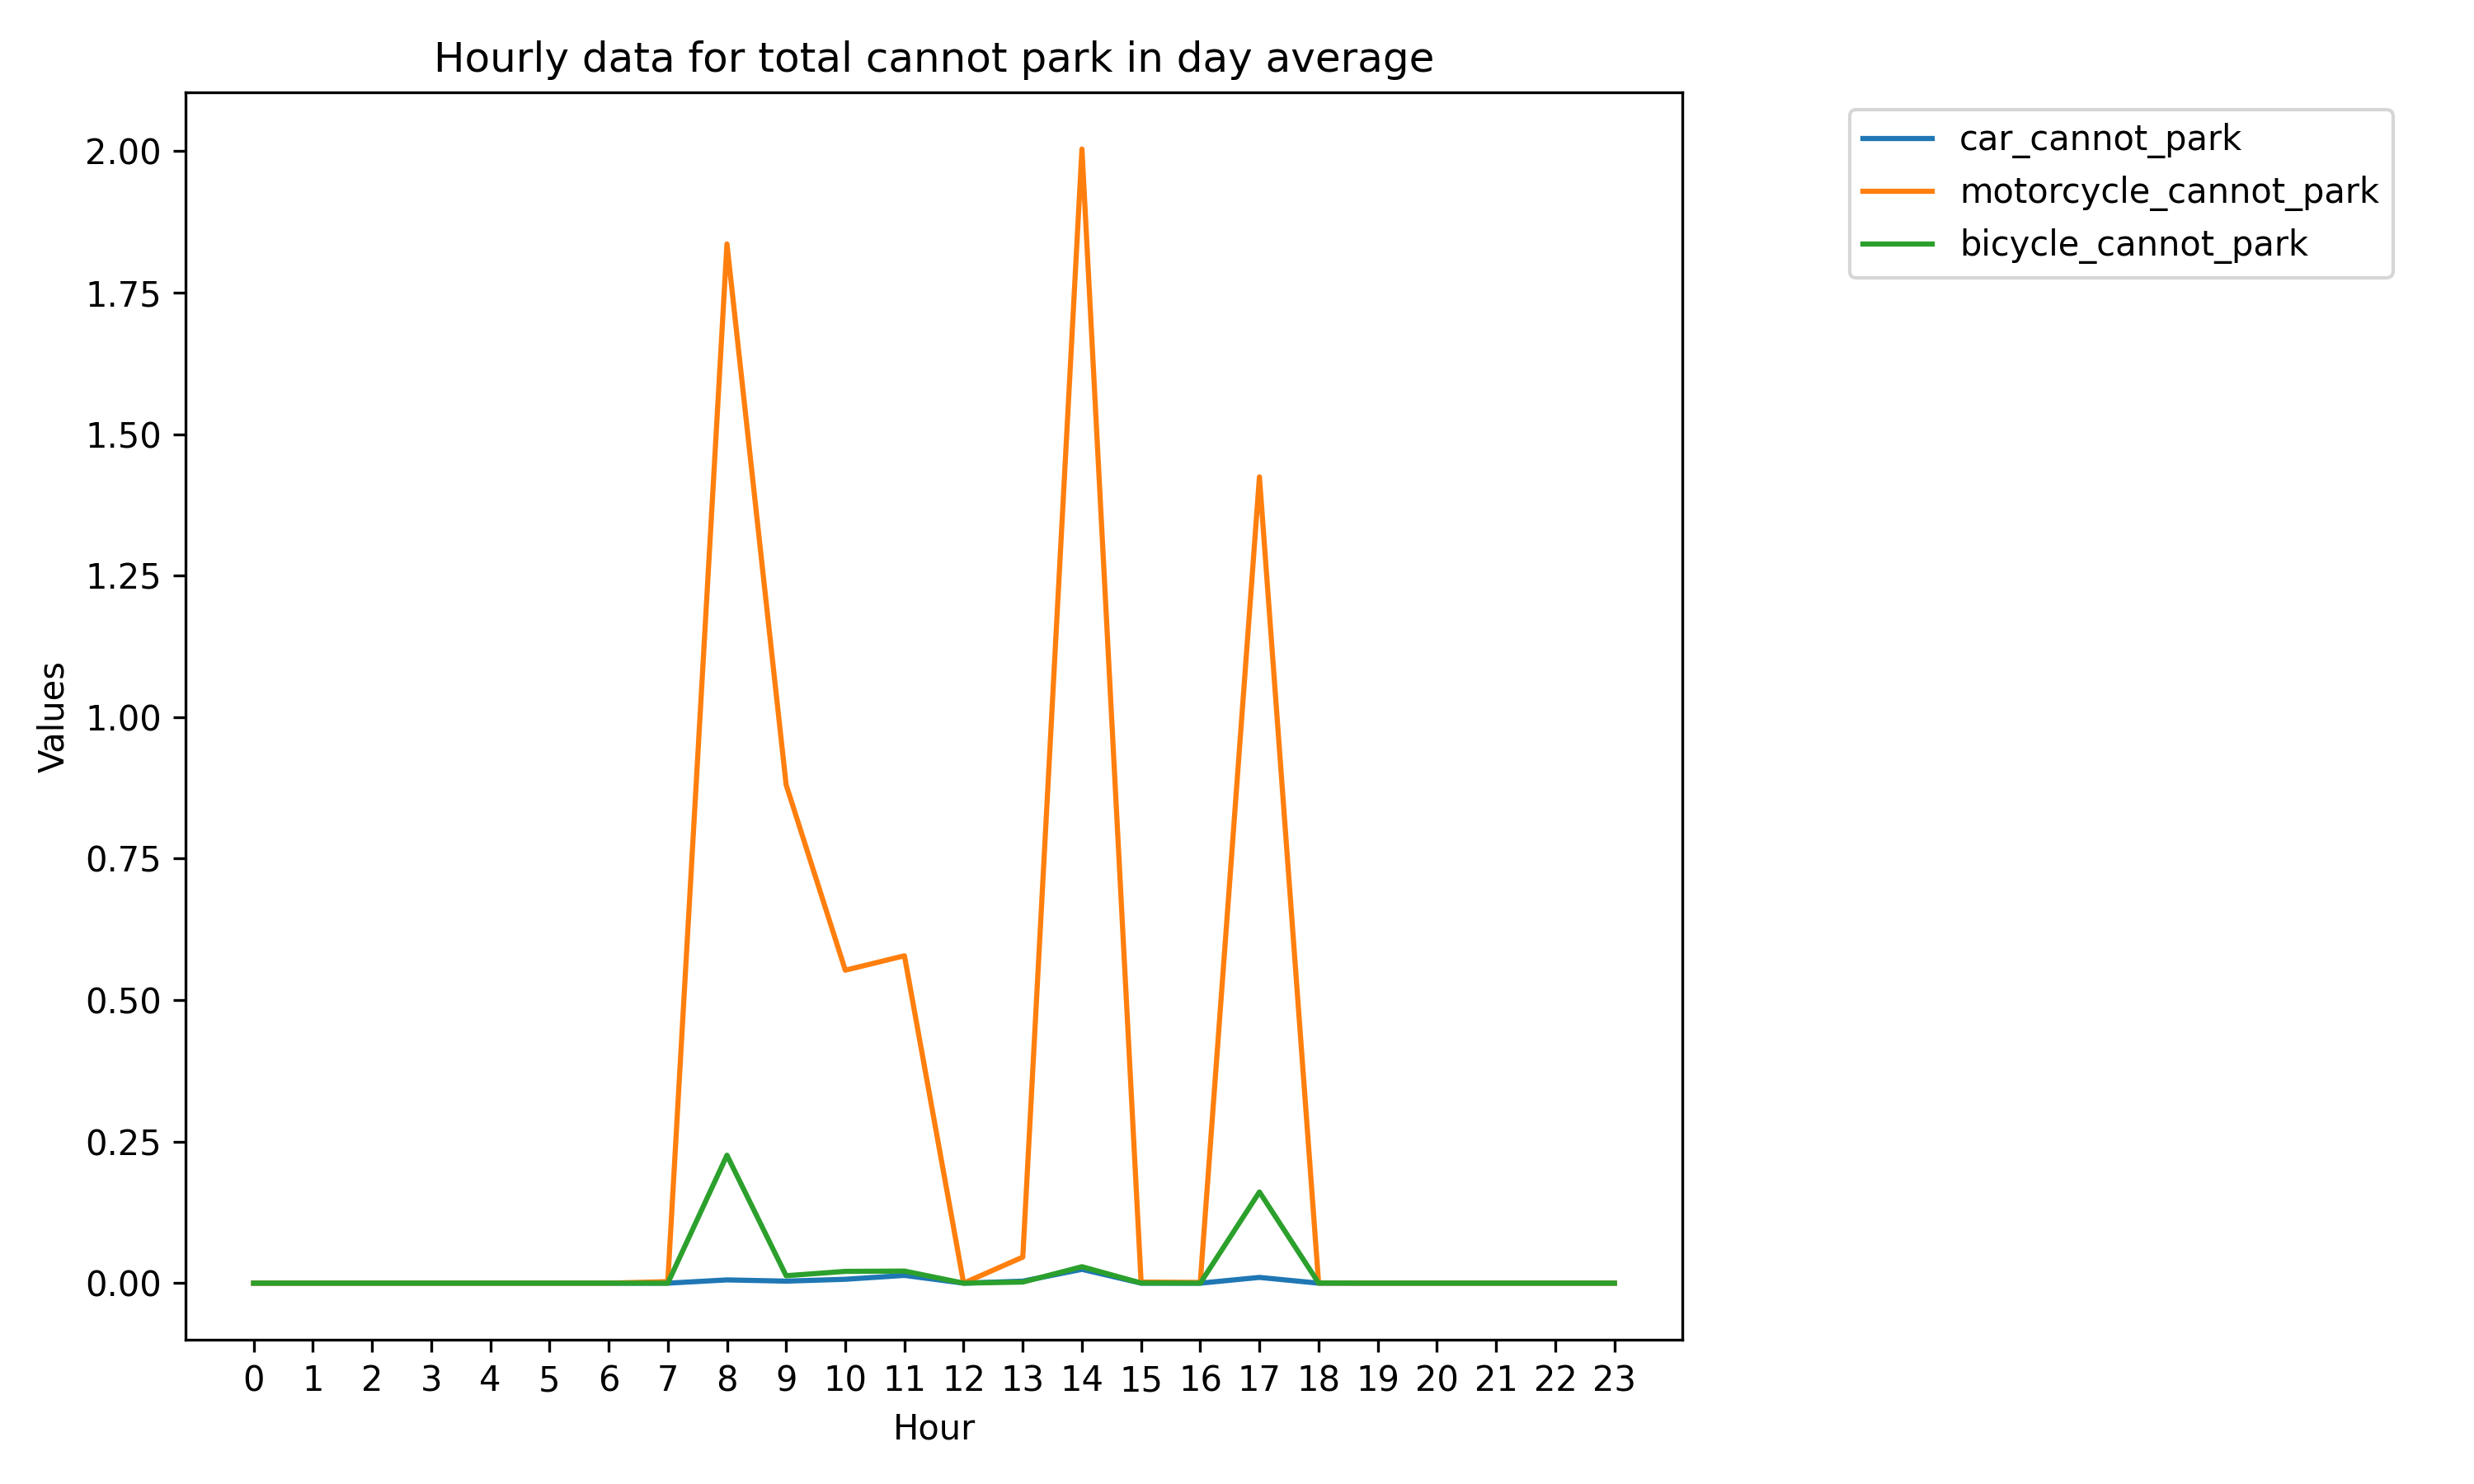 Hourly data for total cannot park in day average
car_cannot_park
motorcycle_cannot_park
bicycle_cannot_park
2.00
1.75
1.50
1.25
1.00
0.75
0.50
0.25
0.00
Values
0 1 2 3 4 5 6 7 8 9 10 11 12 13 14 15 16 17 18 19 20 21 22 23
Hour